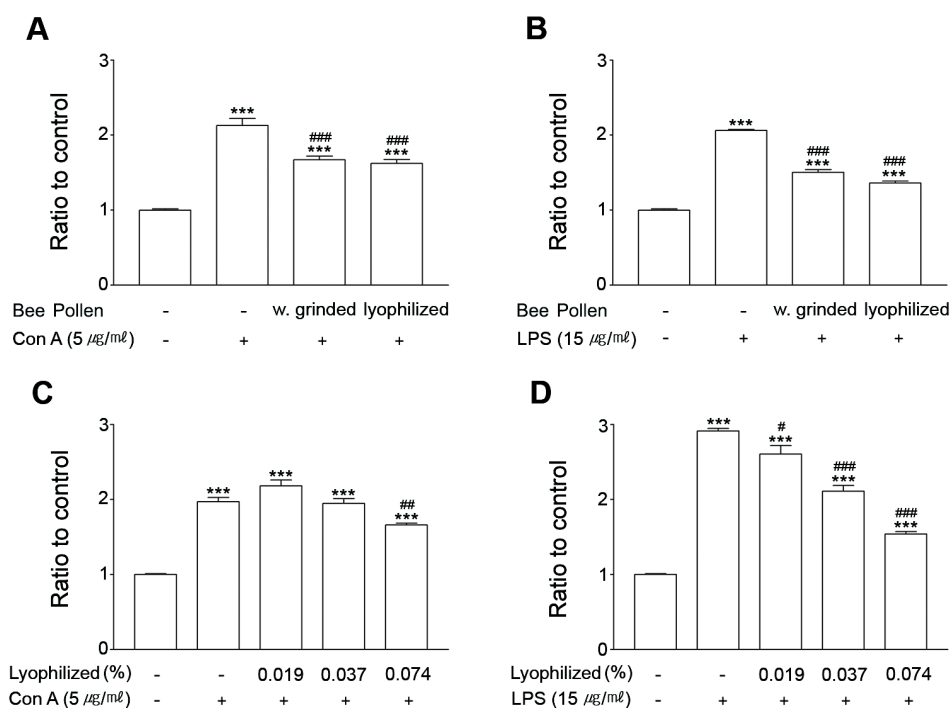 A
3
2
1
0
Ratio to control
***
###
***
###
***
Bee Pollen - - w. grinded lyophilized
Con A (5 ㎍/㎖) - + + +
B
3
2
1
0
Ratio to control
***
###
***
###
***
Bee Pollen - - w. grinded lyophilized
LPS (15 ㎍/㎖) - + + +
C
3
2
1
0
Ratio to control
***
***
***
##
***
Lyophilized (%) - - 0.019 0.037 0.074
Con A (5 ㎍/㎖) - + + + +
D
3
2
1
0
Ratio to control
***
#
***
###
***
###
***
Lyophilized (%) - - 0.019 0.037 0.074
LPS (15 ㎍/㎖) - + + + +